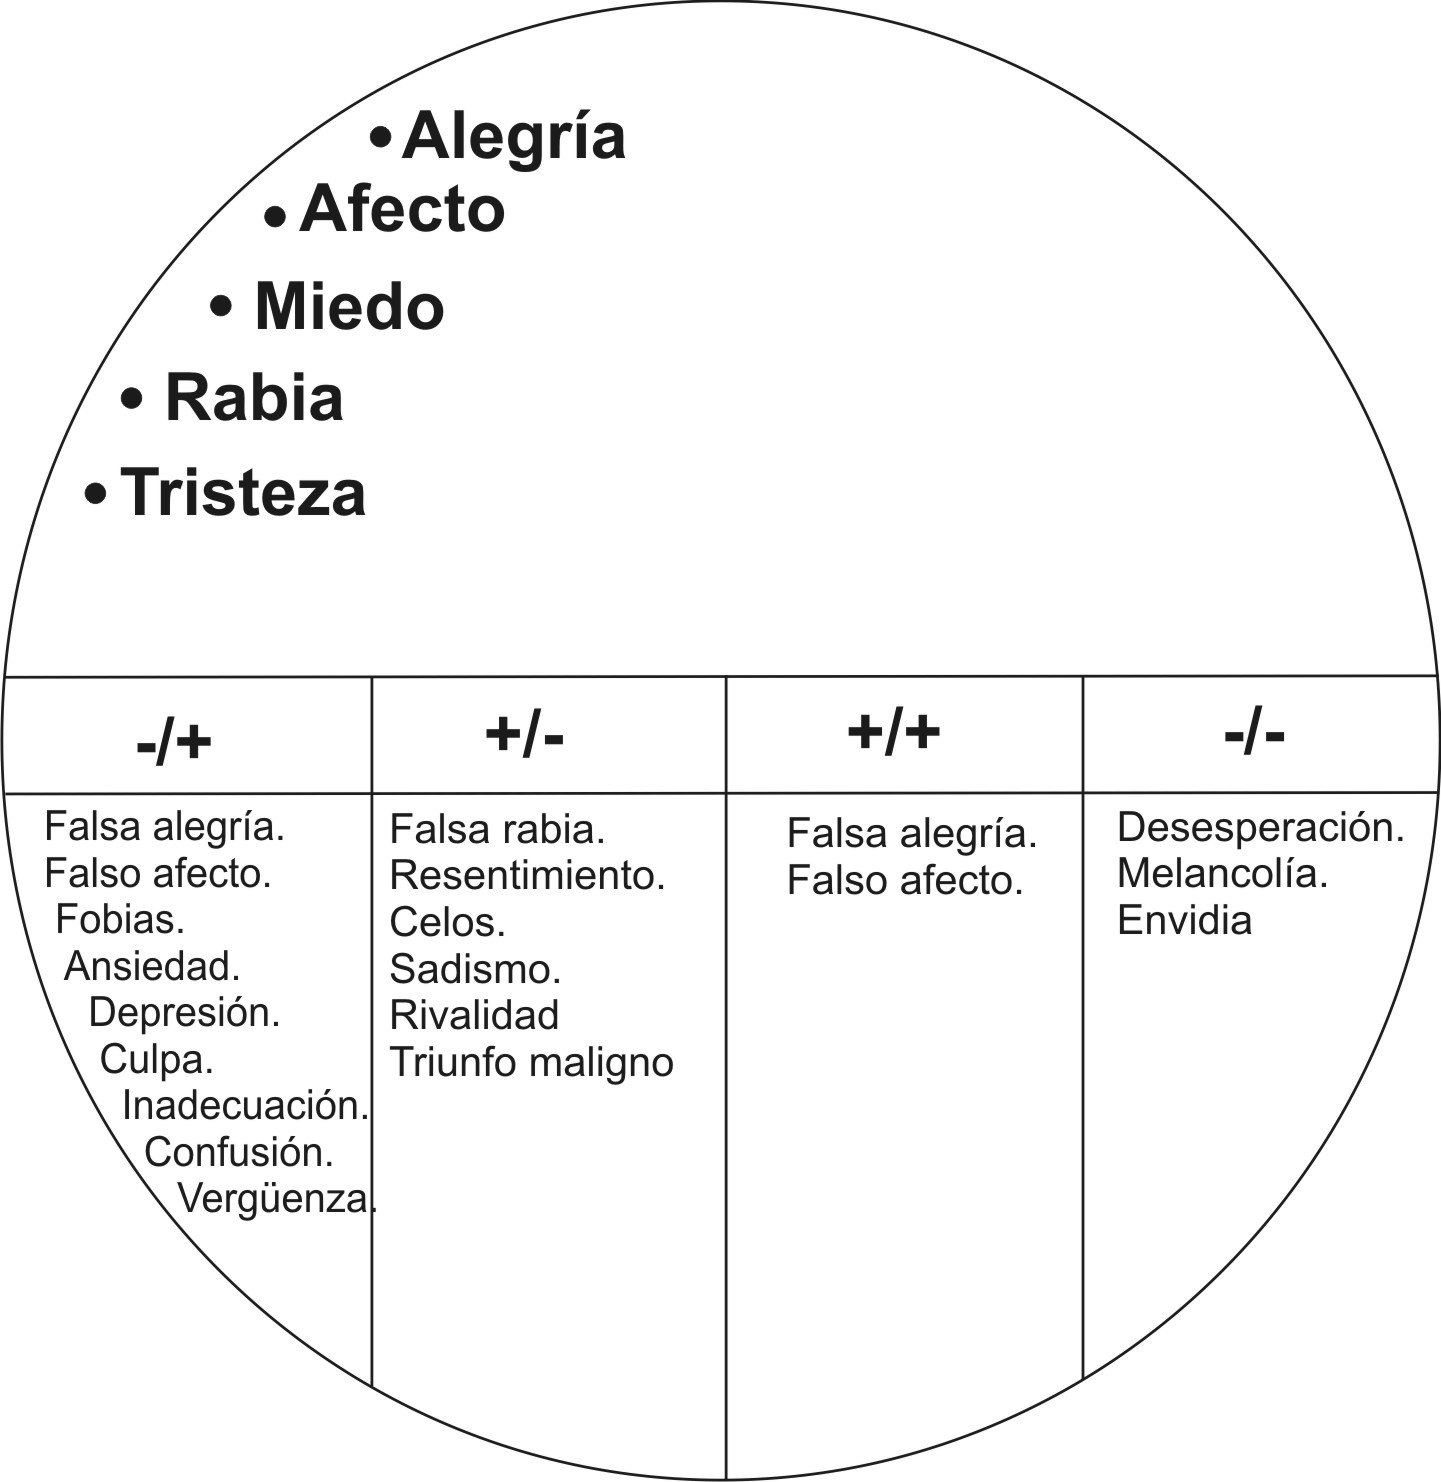 • Alegría
• Afecto
• Miedo
• Rabia
• Tristeza
-/+
+/-
+/+
-/-
Falsa alegría.
Falso afecto.
Fobias.
Ansiedad.
Depresión.
Culpa.
Inadecuación.
Confusión.
Vergüenza.
Falsa rabia.
Resentimiento.
Celos.
Sadismo.
Rivalidad
Triunfo maligno
Falsa alegría.
Falso afecto.
Desesperación.
Melancolía.
Envidia